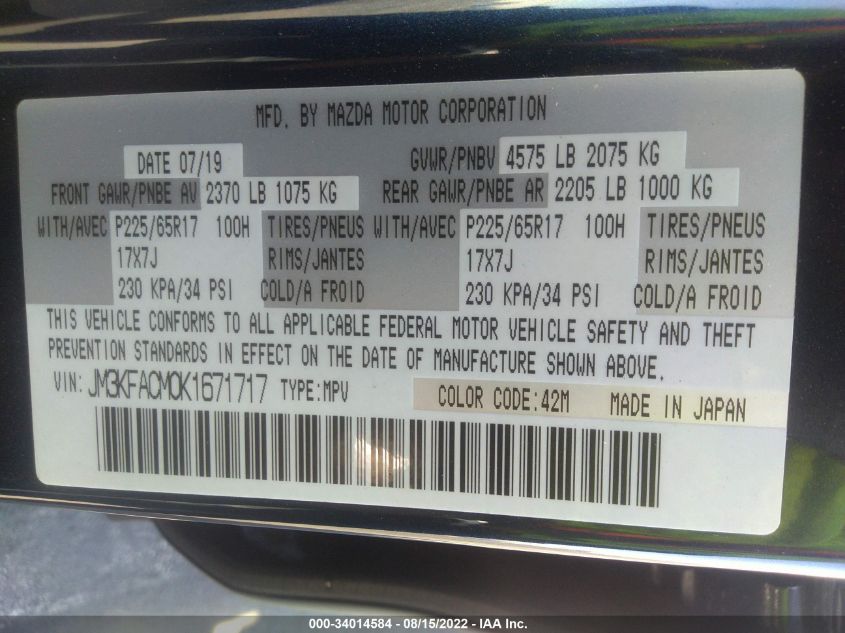 MFD. BY MAZDA MOTOR CORPORATION
DATE 07/19 GVWR/PNBV 4575 LB 2075 KG
FRONT GAWR/PNBE AV 2370 LB 1075 KG REAR GAWR/PNBE AR 2205 LB 1000 KG
WITH/AVEC P225/65R17 100H TIRES/PNEUS WITH/AVEC P225/65R17 100H TIRES/PNEUS
17X7J RIMS/JANTES 17X7J RIMS/JANTES
230 KPA/34 PSI COLD/A FROID 230 KPA/34 PSI COLD/A FROID
THIS VEHICLE CONFORMS TO ALL APPLICABLE FEDERAL MOTOR VEHICLE SAFETY AND THEFT
PREVENTION STANDARDS IN EFFECT ON THE DATE OF MANUFACTURE SHOWN ABOVE.
VIN: JM3KFACM0K1671717 TYPE:MPV COLOR CODE:42M MADE IN JAPAN
000-34014584 - 08/15/2022 - IAA Inc.